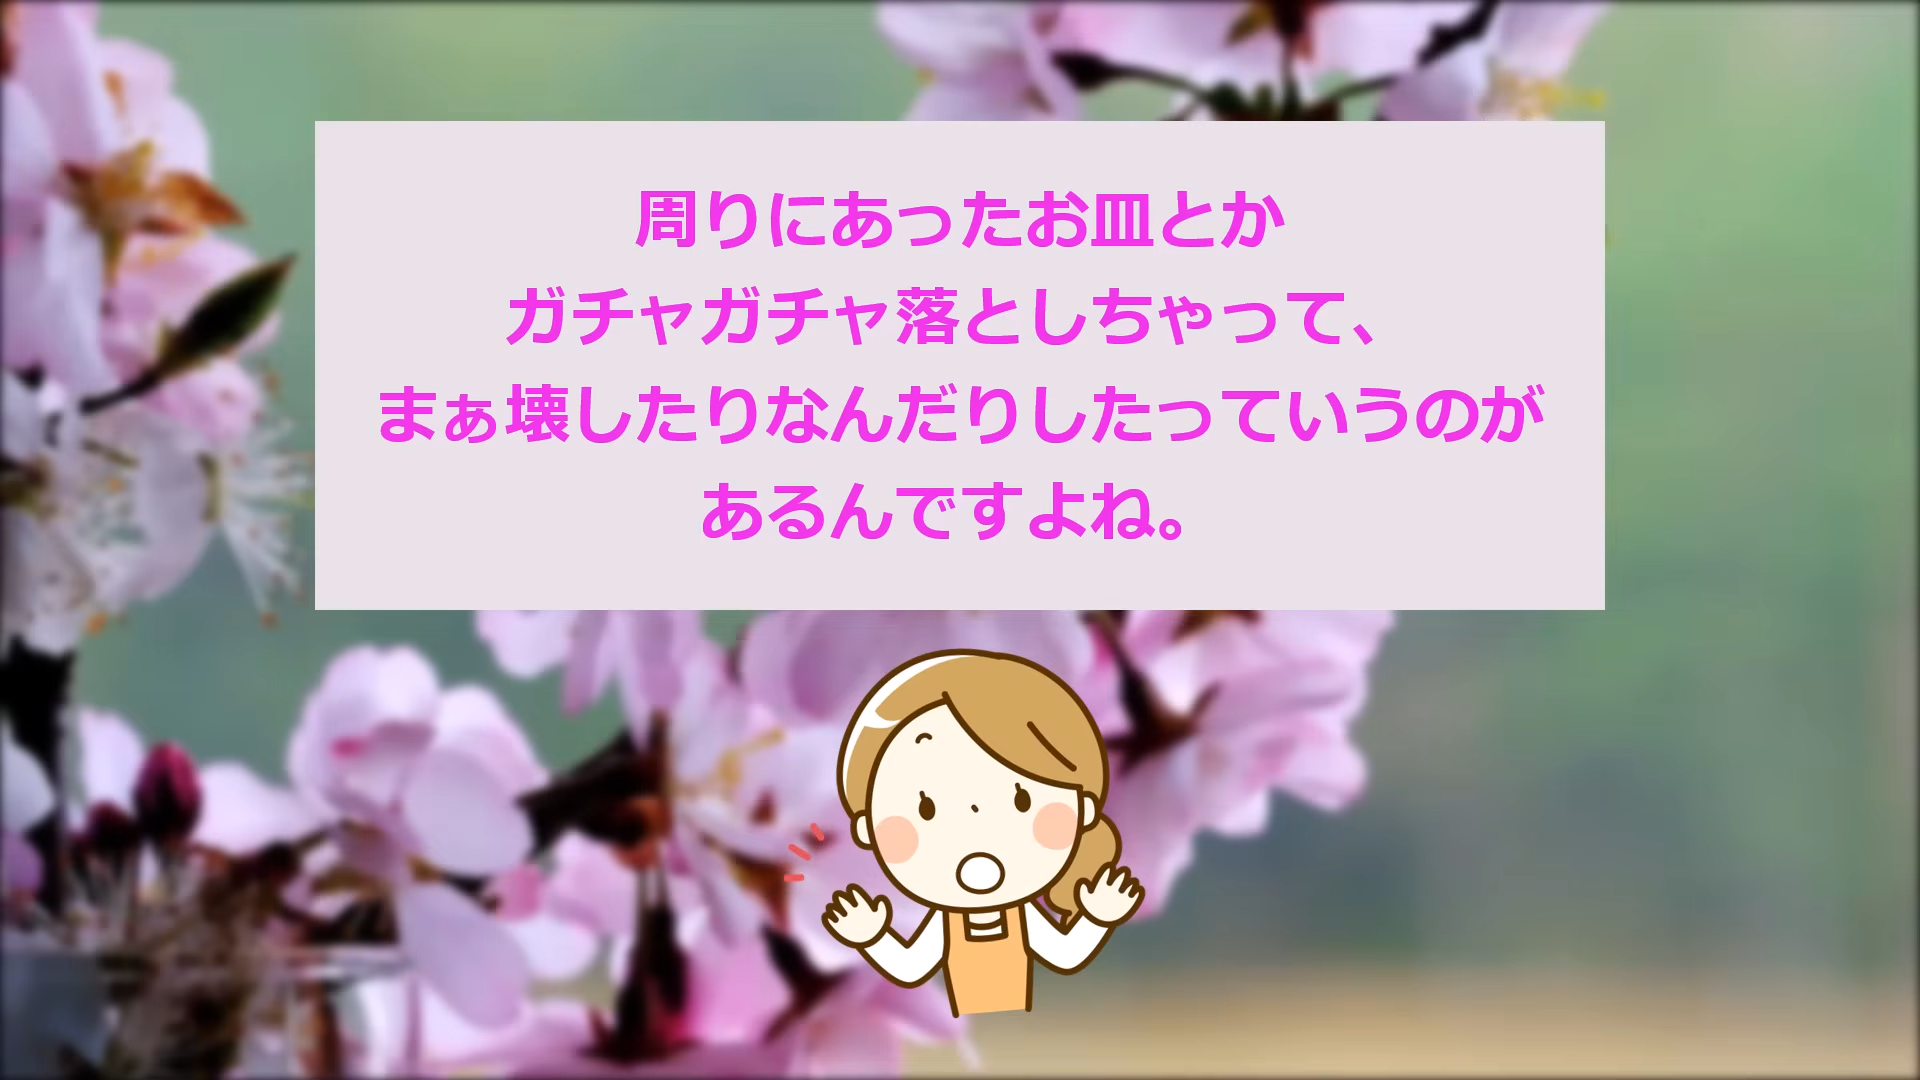 周りにあったお皿とか
ガチャガチャ落としちゃって、
まぁ壊したりなんだりしたっていうのが
あるんですよね。